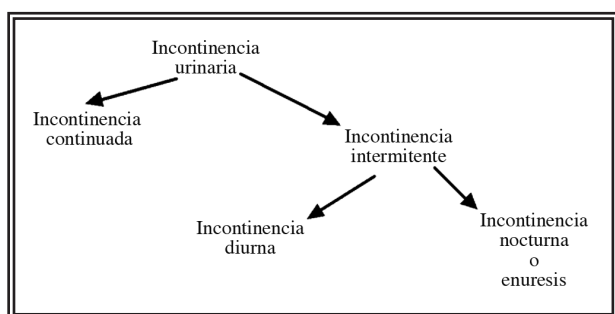 Incontinencia
urinaria
Incontinencia
continuada
Incontinencia
intermitente
Incontinencia
diurna
Incontinencia
nocturna
o
enuresis